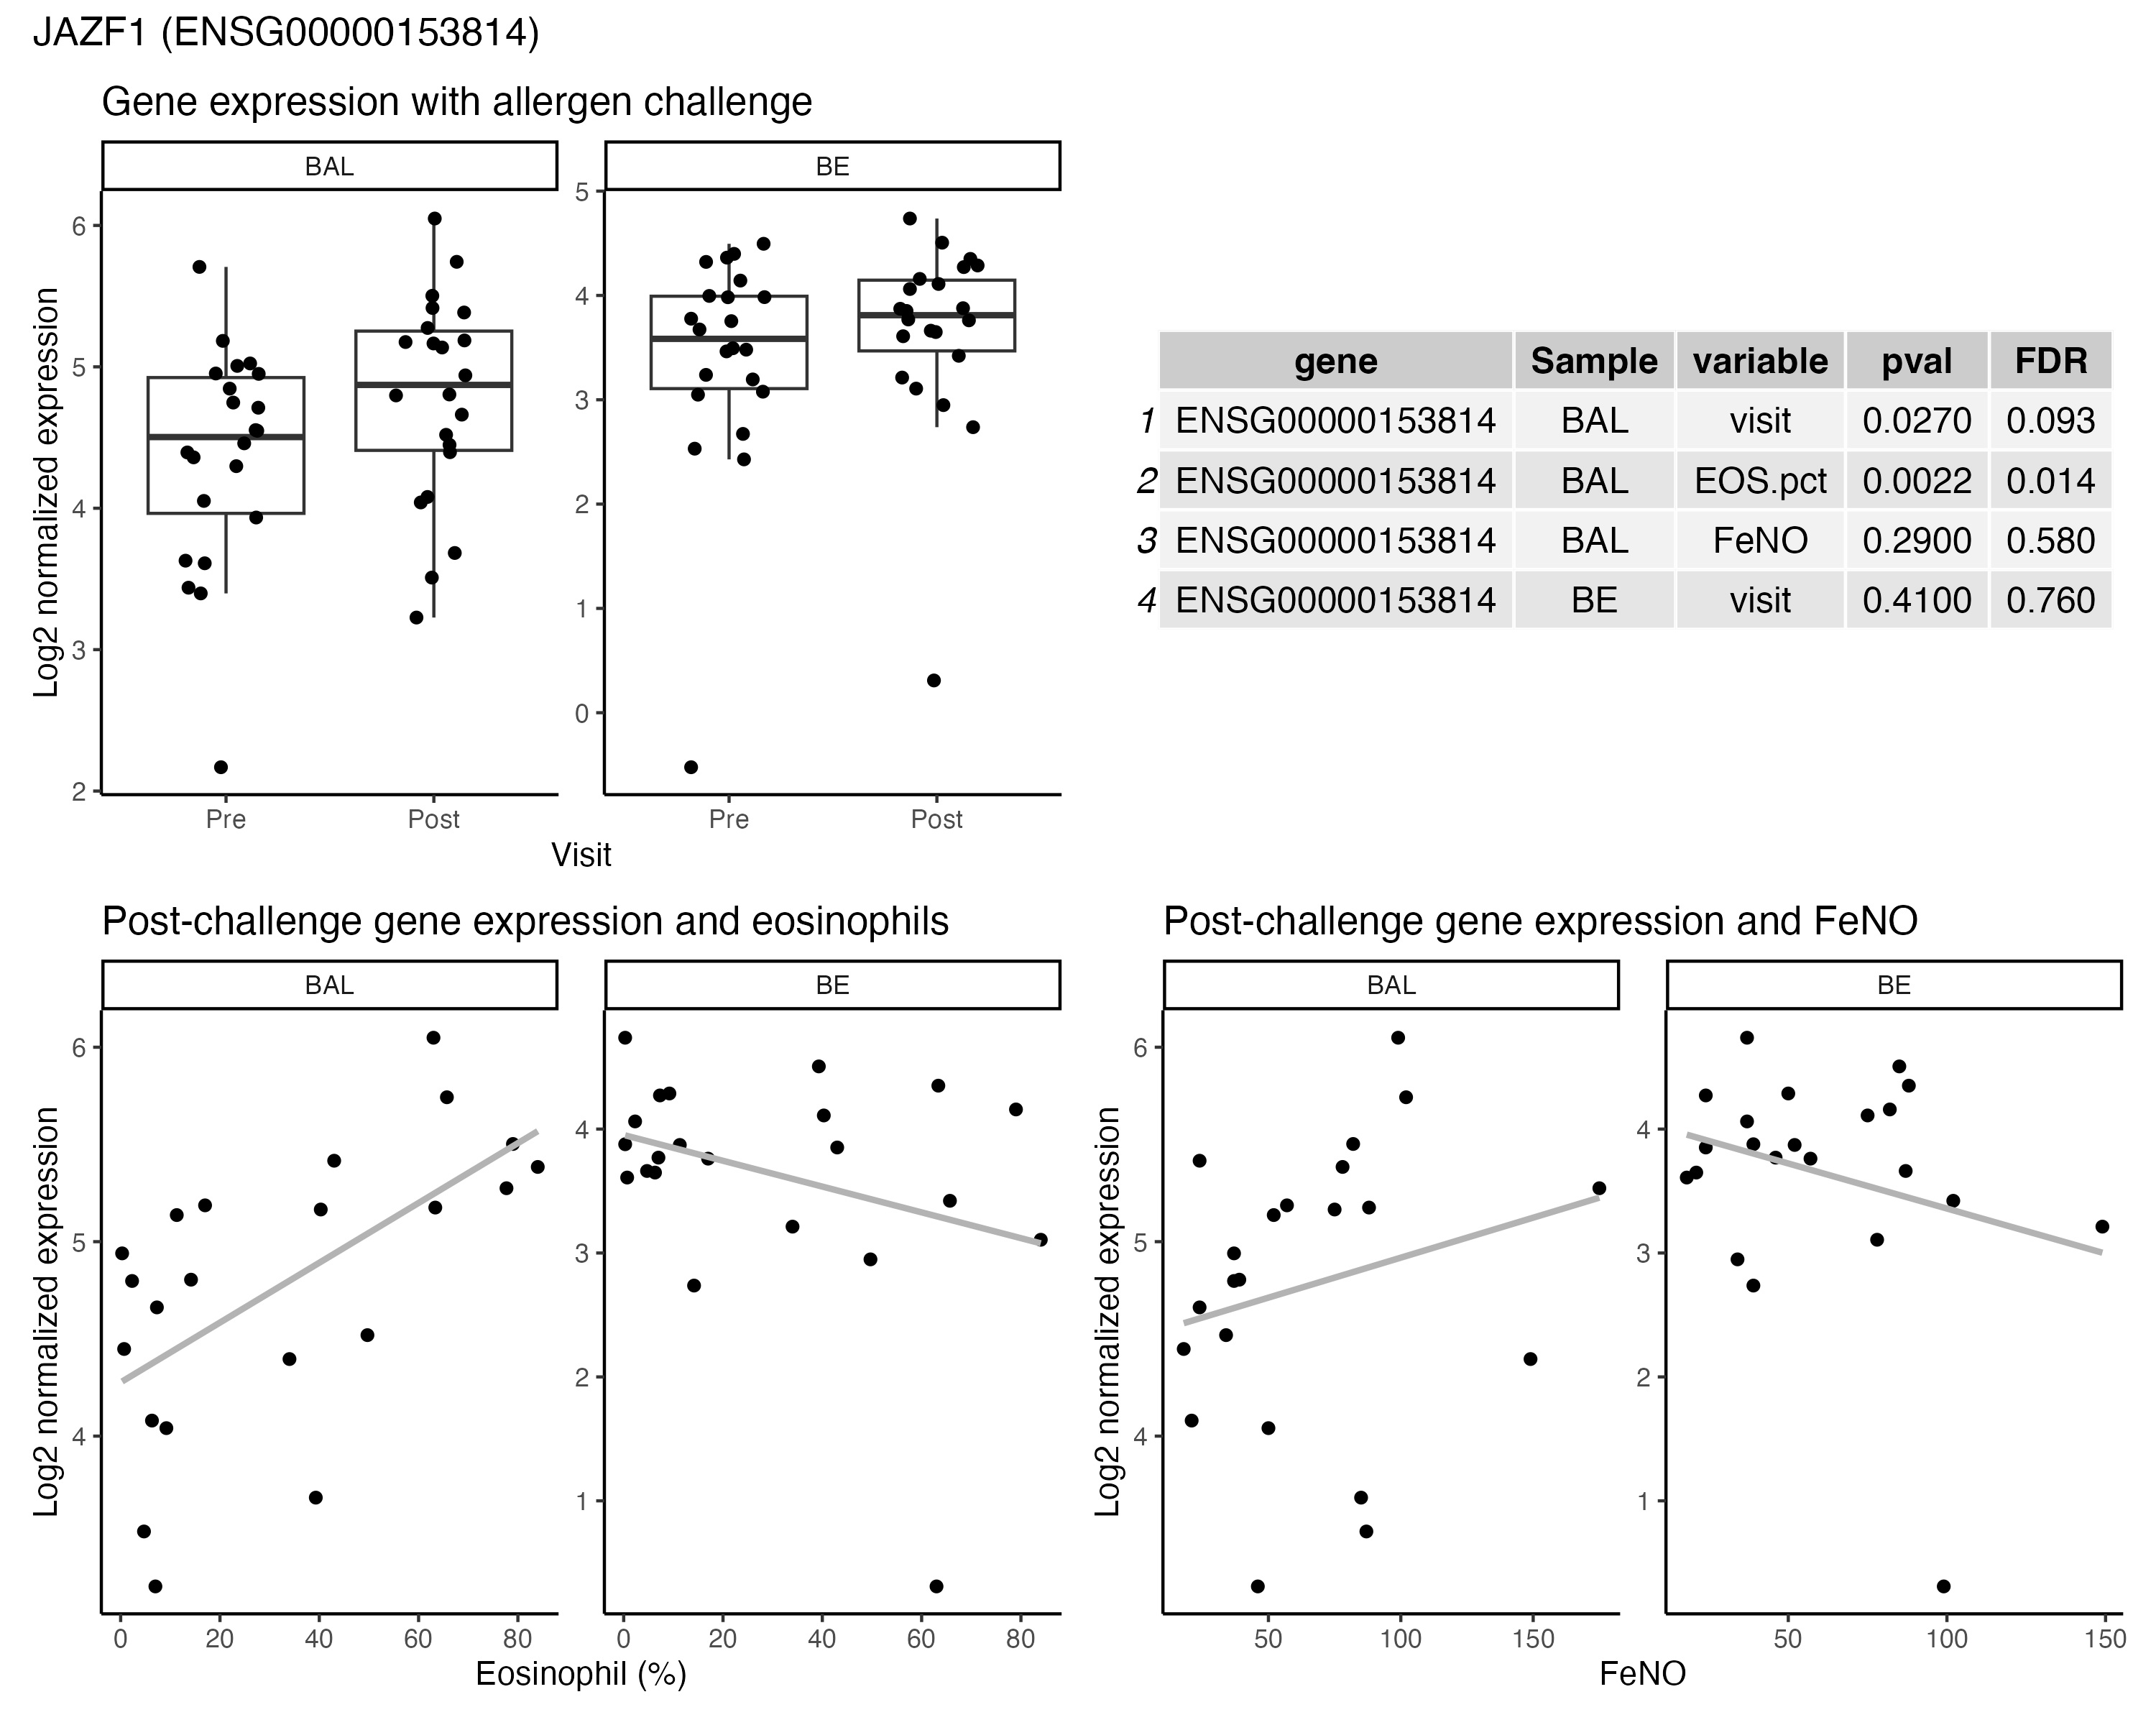 JAZF1 (ENSG00000153814)
Gene expression with allergen challenge
BAL
BE
Log2 normalized expression
6
5
4
3
2
5
4
3
2
1
0
Pre
Post
Pre
Post
Visit
gene Sample variable pval FDR
1 ENSG00000153814 BAL visit 0.0270 0.093
2 ENSG00000153814 BAL EOS.pct 0.0022 0.014
3 ENSG00000153814 BAL FeNO 0.2900 0.580
4 ENSG00000153814 BE visit 0.4100 0.760
Post-challenge gene expression and eosinophils
BAL
BE
Log2 normalized expression
6
5
4
4
3
2
1
0 20 40 60 80
0 20 40 60 80
Eosinophil (%)
Post-challenge gene expression and FeNO
BAL
BE
Log2 normalized expression
6
5
4
4
3
2
1
50 100 150
50 100 150
FeNO